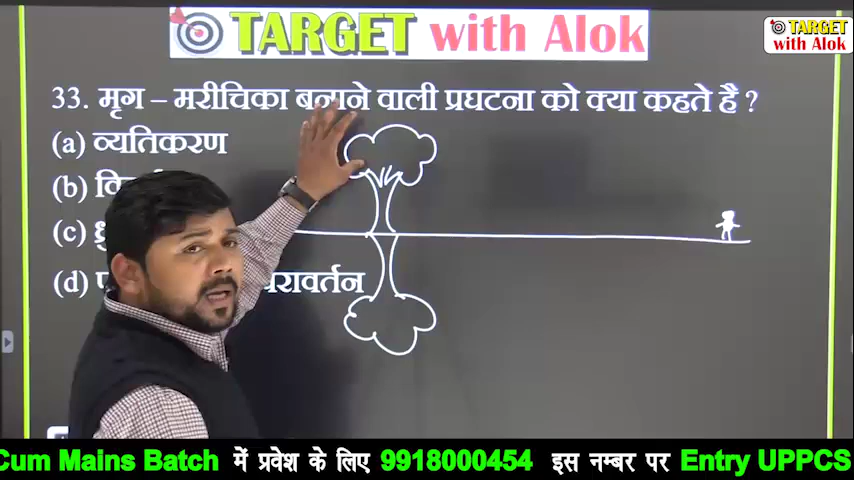 TARGET with Alok
TARGET
with Alok
33. मृग – मरीचिका बनाने वाली प्रघटना को क्या कहते हैं ?
(a) व्यतिकरण
(b)
(c)
(d) परावर्तन
Cum Mains Batch में प्रवेश के लिए 9918000454 इस नम्बर पर Entry UPPCS